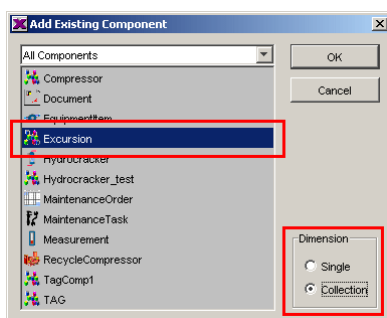 Add Existing Component
All Components
OK
Cancel
Compressor
Document
EquipmentItem
Excursion
Hydrocracker
Hydrocracker_test
MaintenanceOrder
MaintenanceTask
Measurement
RecycleCompressor
TagComp1
TAG
Dimension
Single
Collection